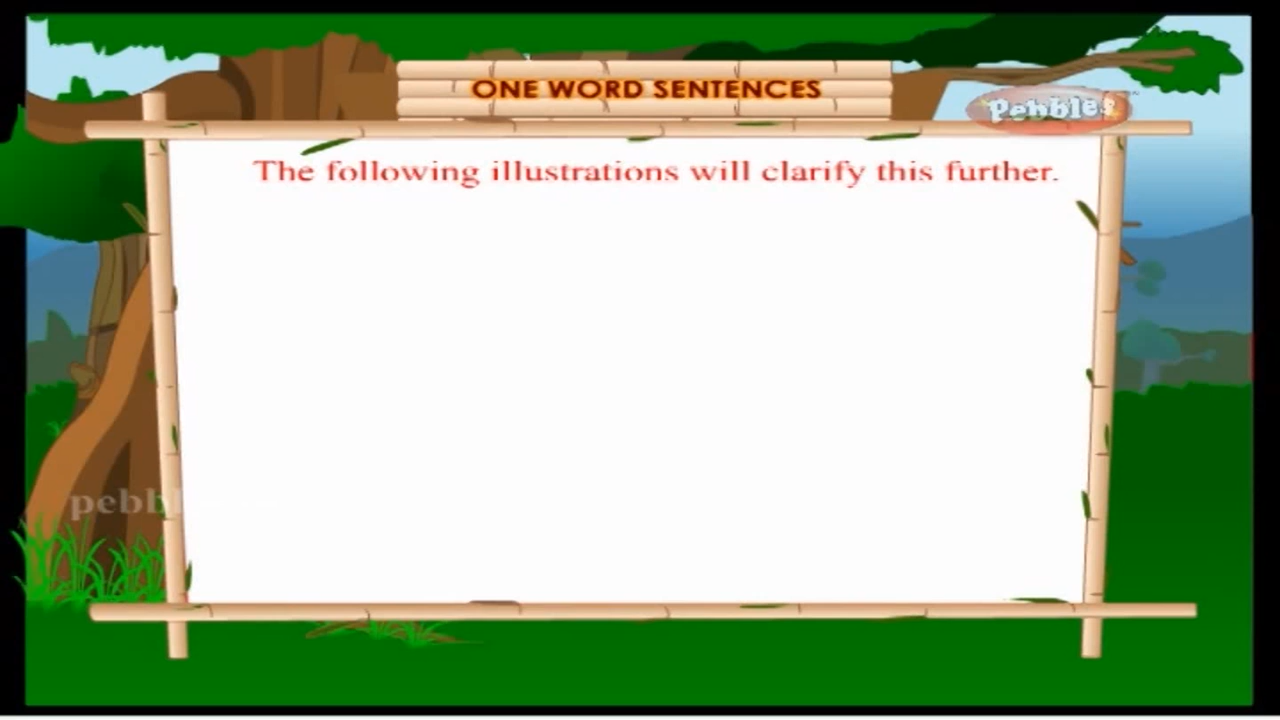 ONE WORD SENTENCES
Pebbles
The following illustrations will clarify this further.